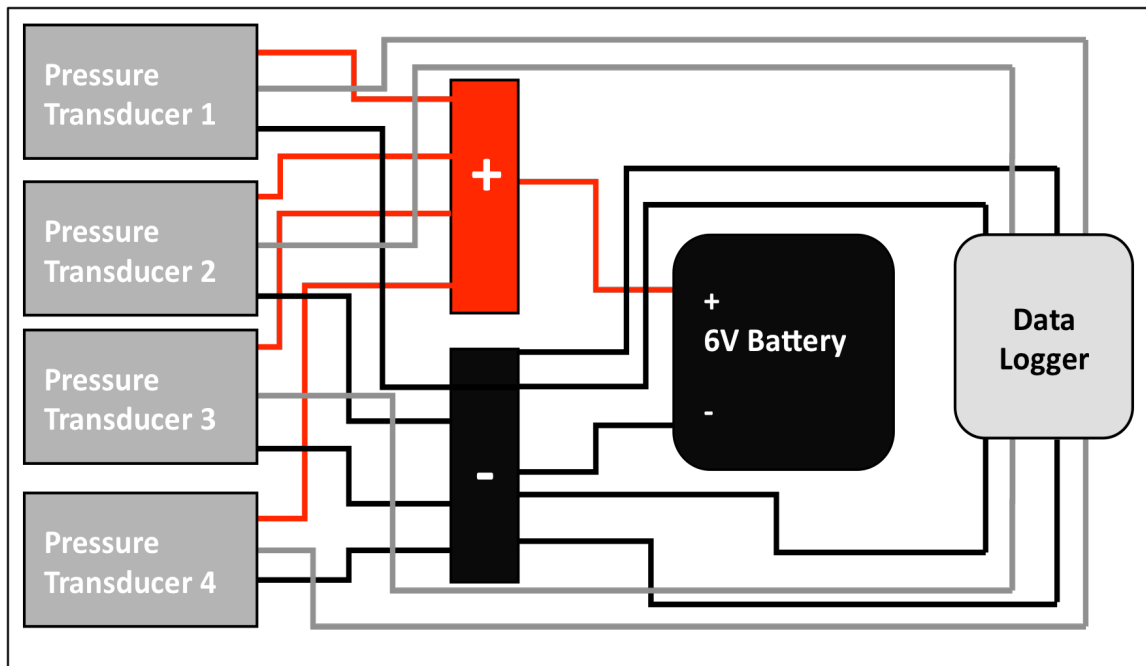 Pressure
Transducer 1
Pressure
Transducer 2
Pressure
Transducer 3
Pressure
Transducer 4
+
-
+
6V Battery
-
Data
Logger